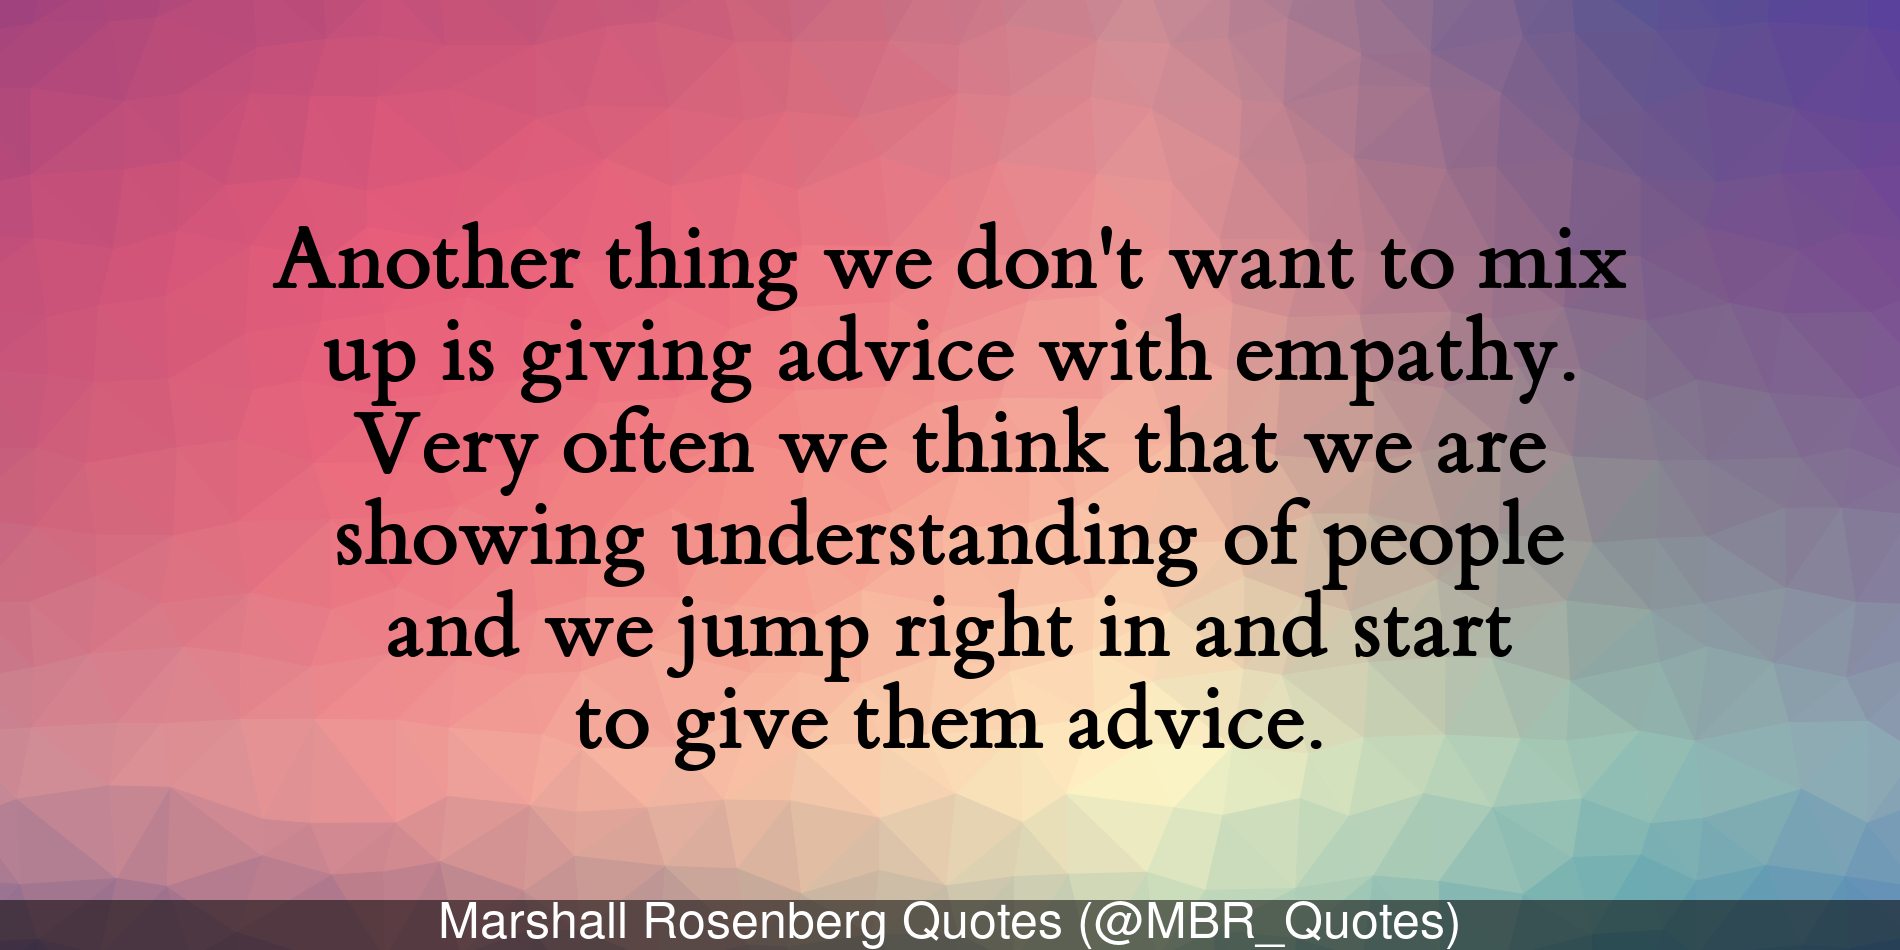 Another thing we don't want to mix
up is giving advice with empathy.
Very often we think that we are
showing understanding of people
and we jump right in and start
to give them advice.
Marshall Rosenberg Quotes (@MBR_Quotes)